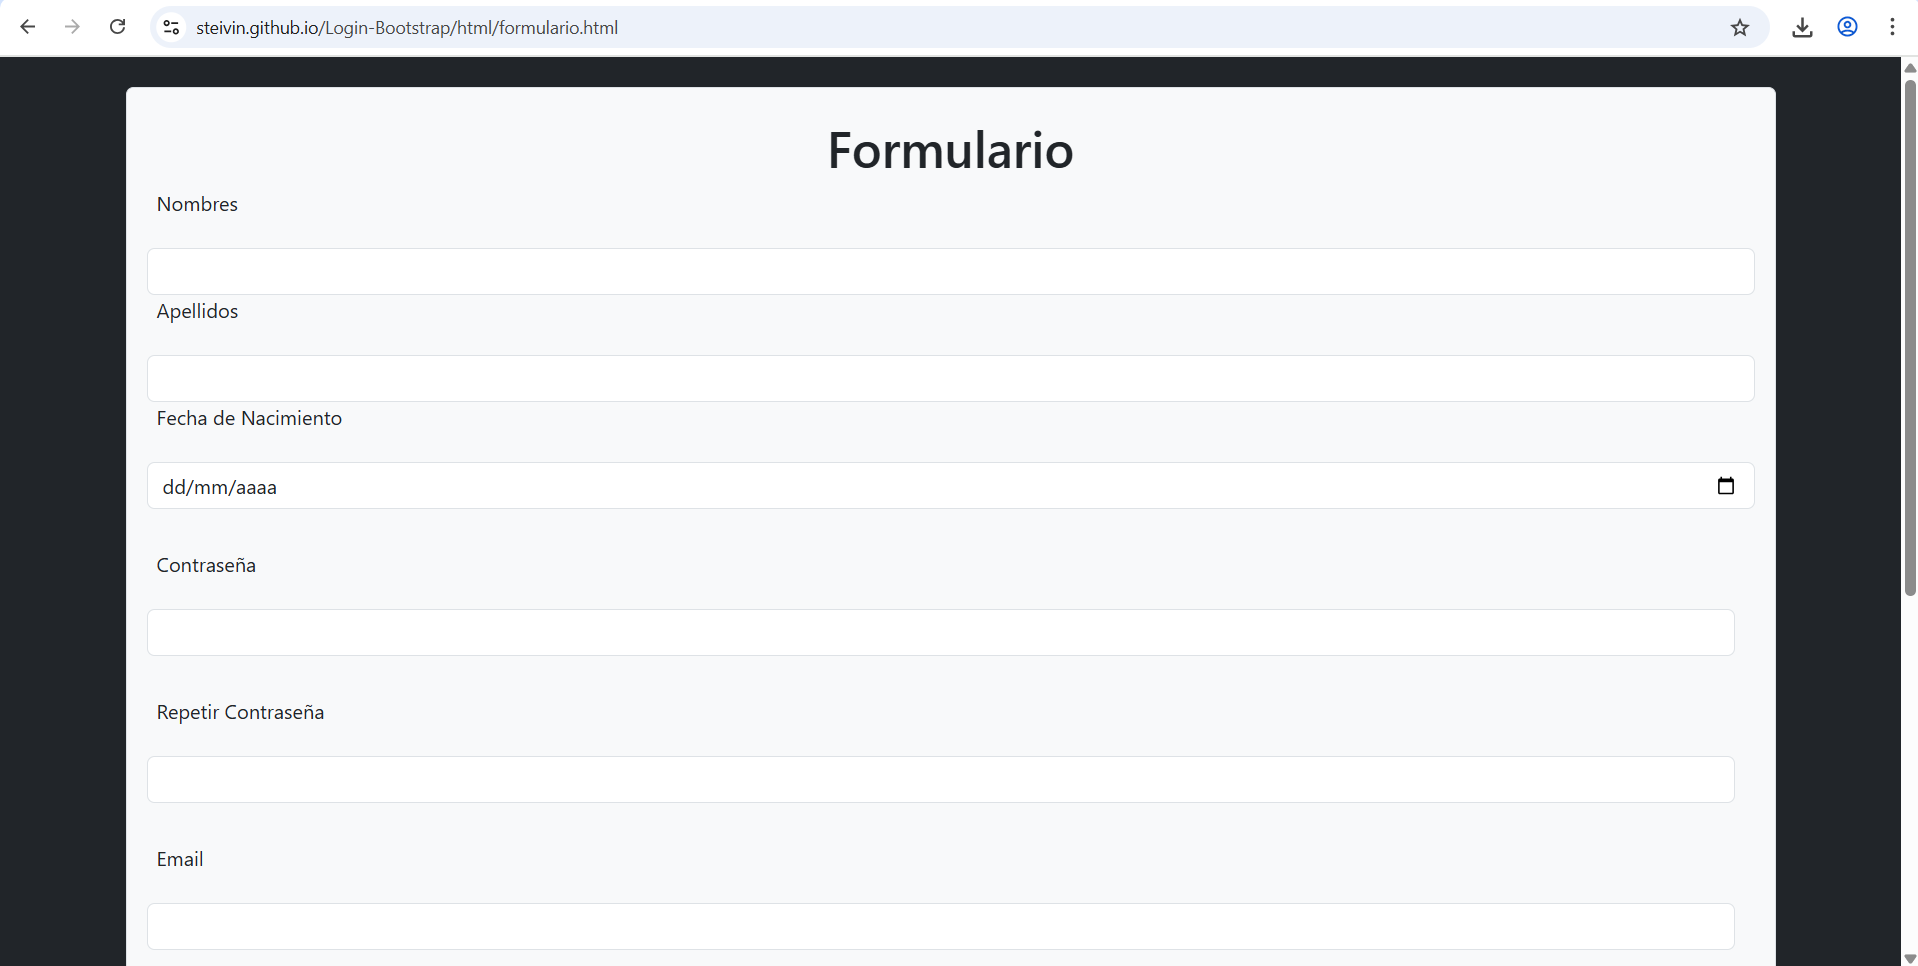 steivin.github.io/Login-Bootstrap/html/formulario.html
Formulario
Nombres
Apellidos
Fecha de Nacimiento
dd/mm/aaaa
Contraseña
Repetir Contraseña
Email